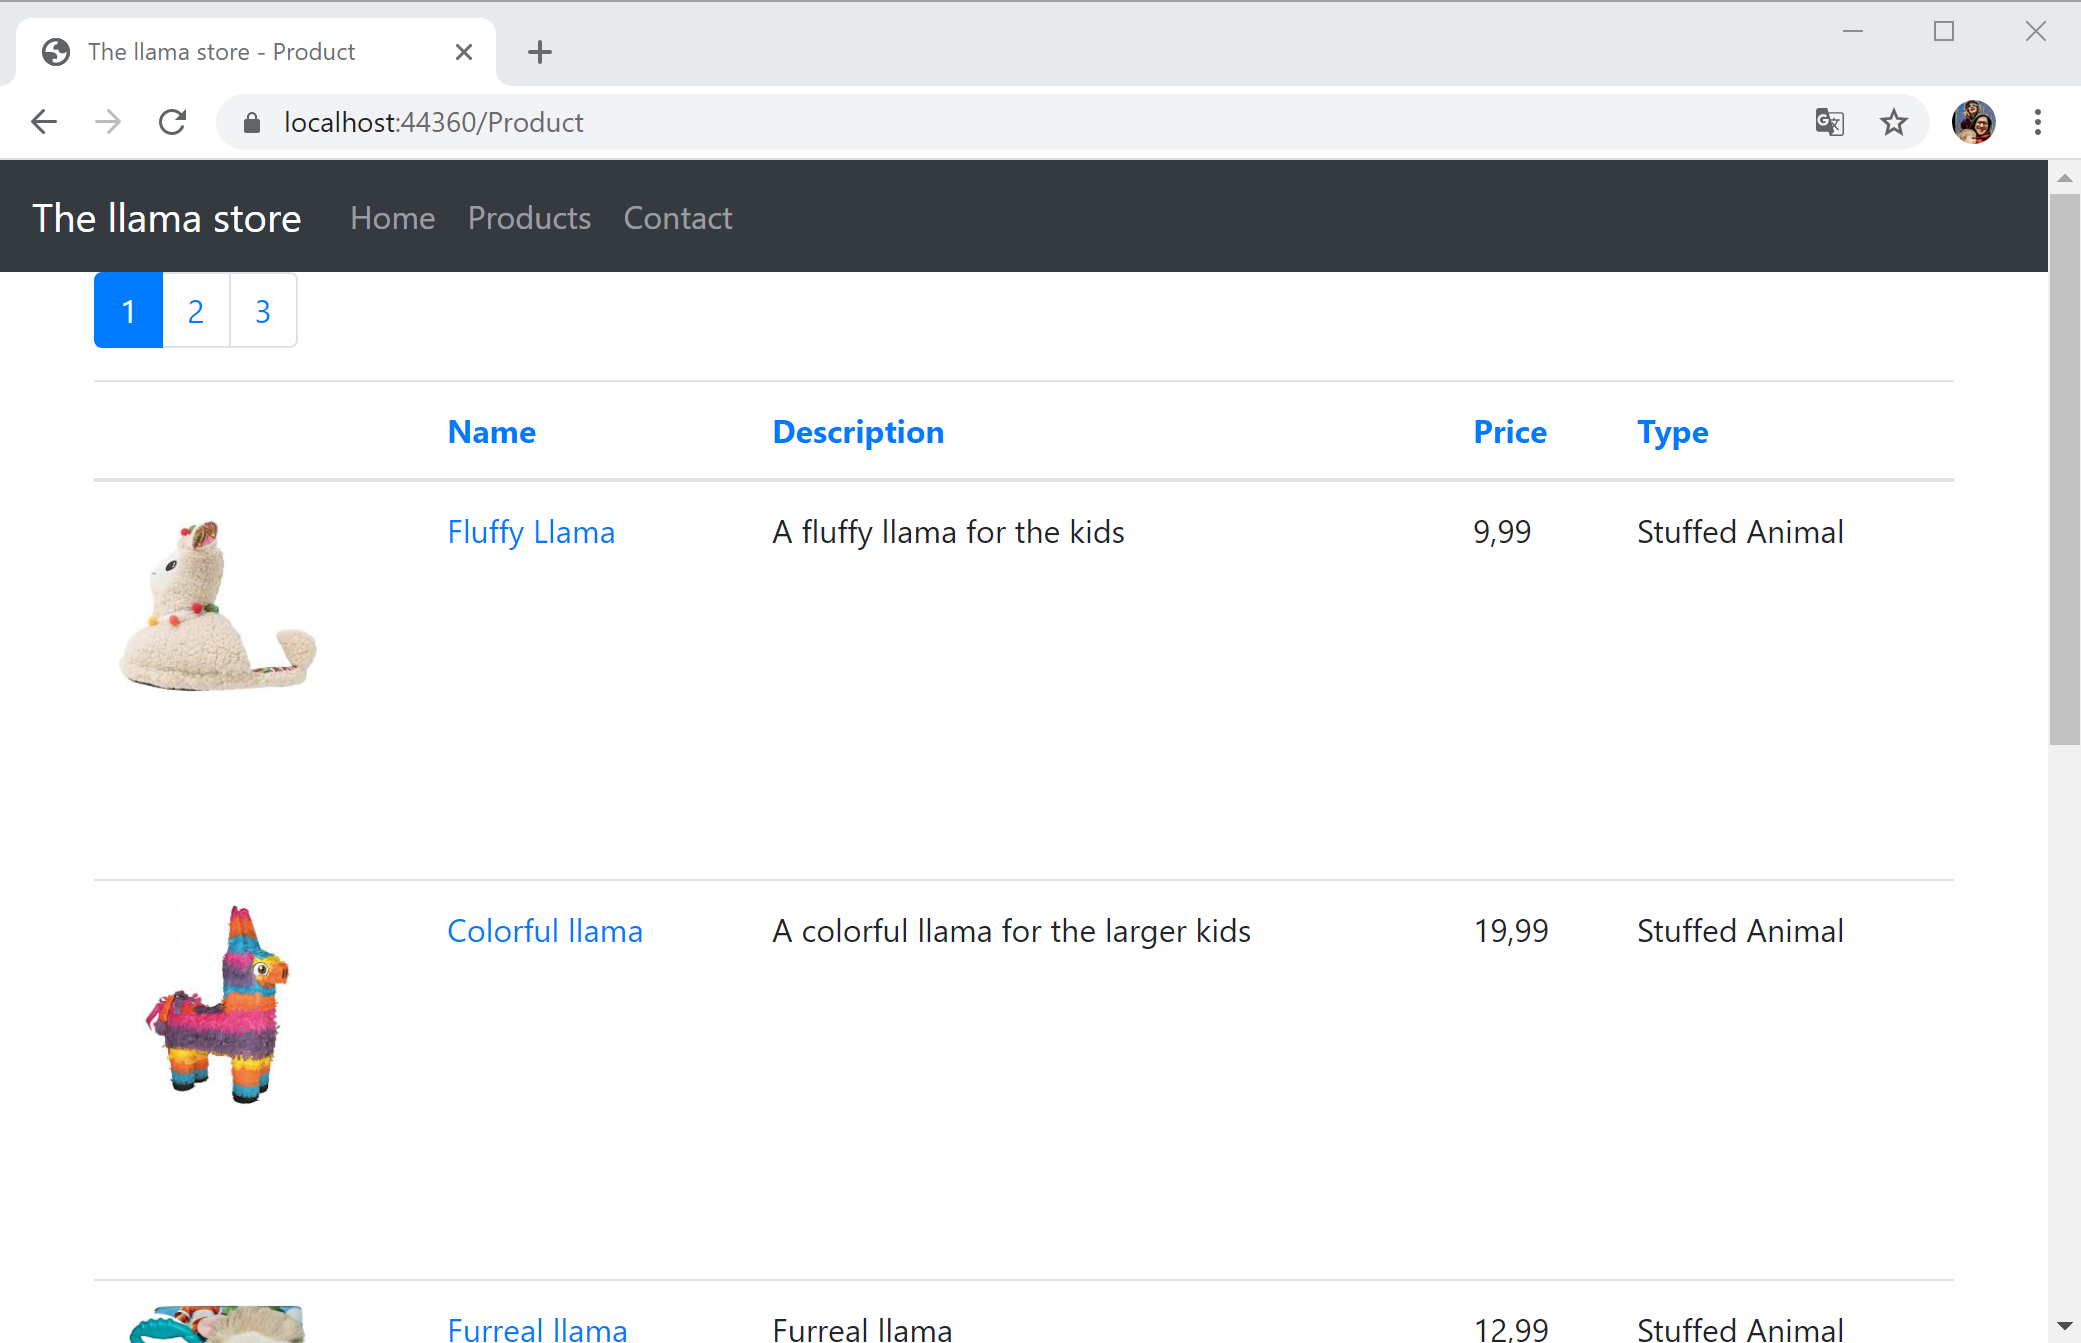 The llama store - Product
localhost:44360/Product
The llama store Home Products Contact
1 2 3
Name Description Price Type
Fluffy Llama A fluffy llama for the kids 9,99 Stuffed Animal
Colorful llama A colorful llama for the larger kids 19,99 Stuffed Animal
Furreal llama Furreal llama 12,99 Stuffed Animal